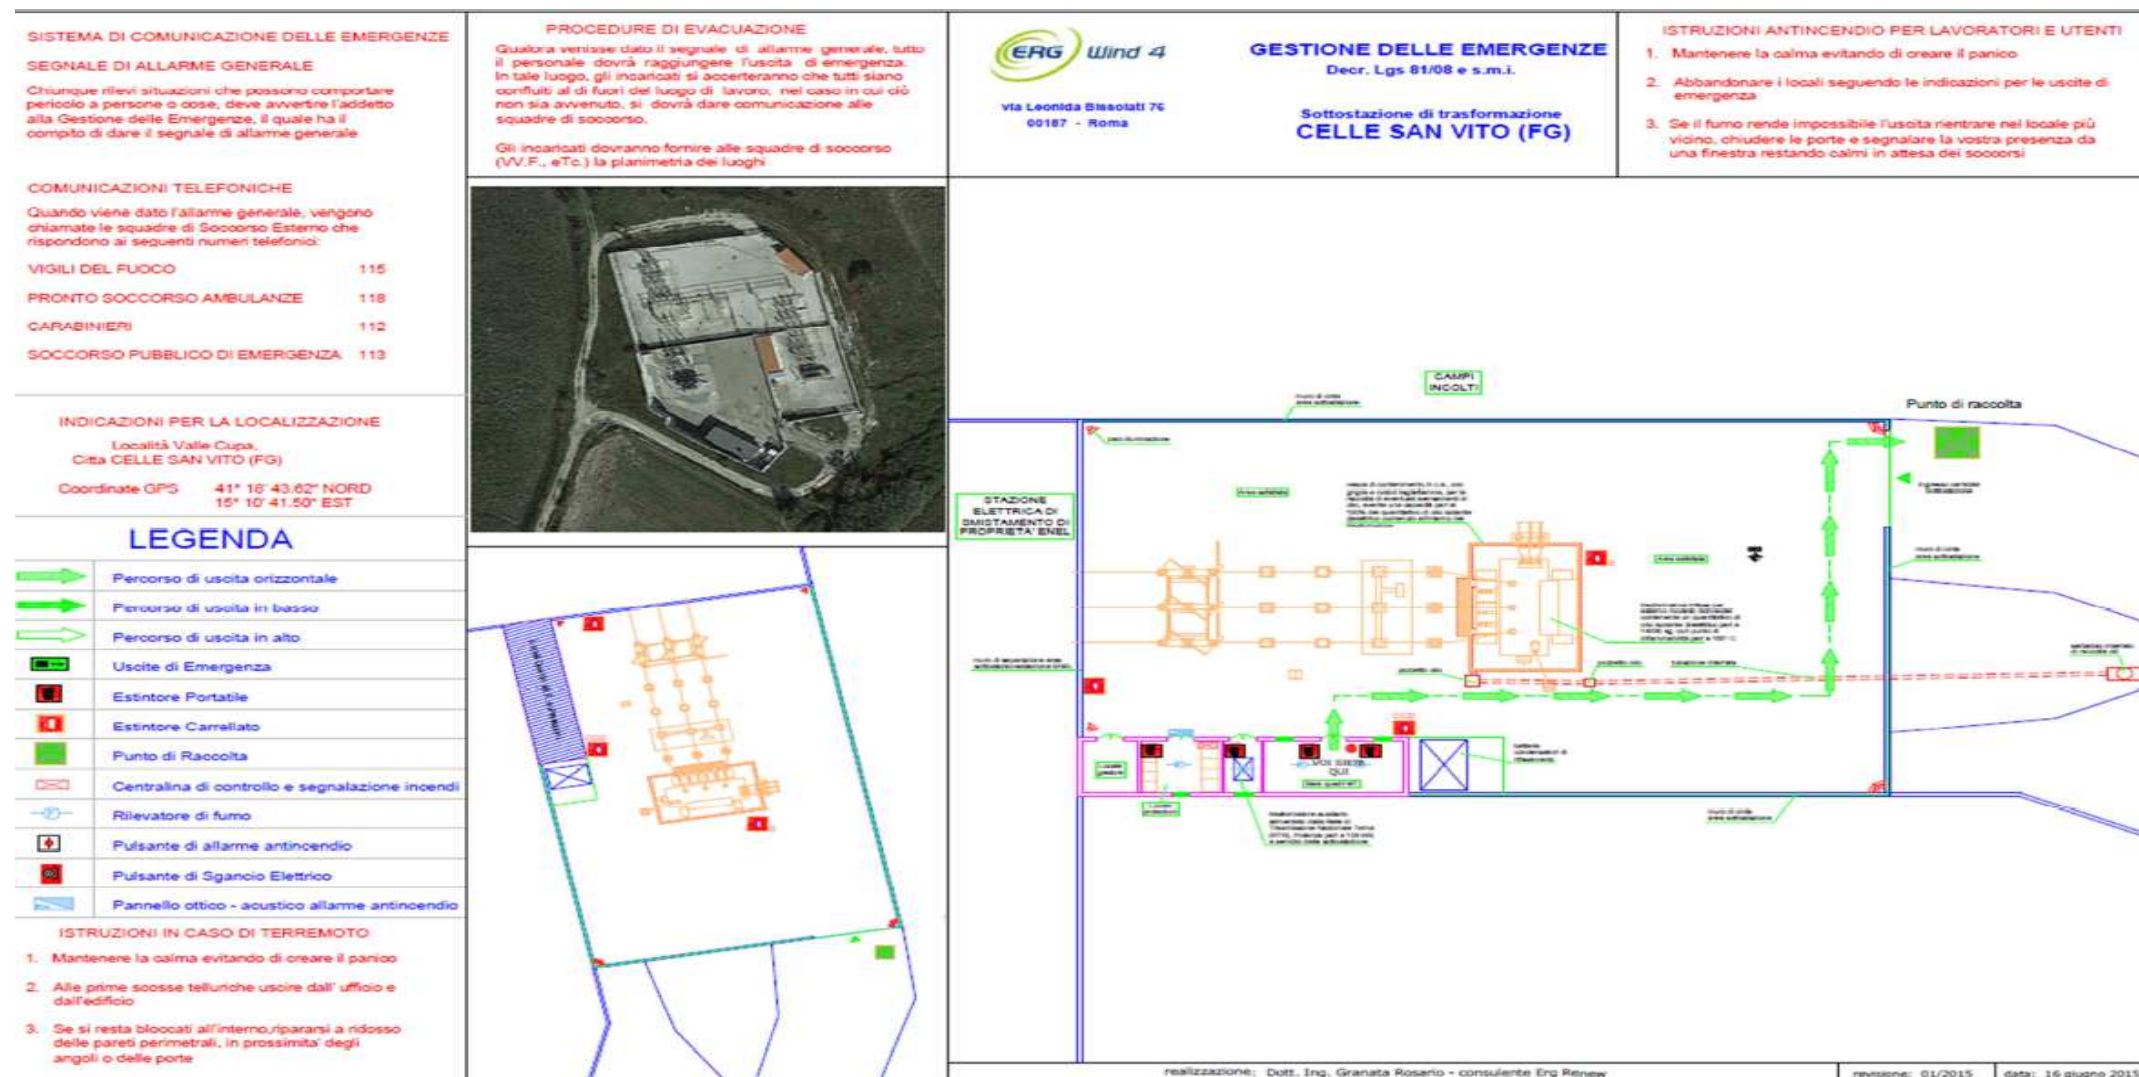 SISTEMA DI COMUNICAZIONE DELLE EMERGENZE
SEGNALE DI ALLARME GENERALE
Chiunque rilevi situazioni che possono comportare
pericolo a persone o cose, deve avvertire l'addetto
alla Gestione delle Emergenze, il quale ha il
compito di dare il segnale di allarme generale
COMUNICAZIONI TELEFONICHE
Quando viene dato l'allarme generale, vengono
chiamate le squadre di Soccorso Esterno che
rispondono ai seguenti numeri telefonici:
VIGILI DEL FUOCO 115
PRONTO SOCCORSO AMBULANZE 118
CARABINIERI 112
SOCCORSO PUBBLICO DI EMERGENZA 113
INDICAZIONI PER LA LOCALIZZAZIONE
Località Valle Cupa,
Citta CELLE SAN VITO (FG)
Coordinate GPS 41° 18' 43.62" NORD
15° 10' 41.50" EST
LEGENDA
Percorso di uscita orizzontale
Percorso di uscita in basso
Percorso di uscita in alto
Uscite di Emergenza
Estintore Portatile
Estintore Carrellato
Punto di Raccolta
Centralina di controllo e segnalazione incendi
Rilevatore di fumo
Pulsante di allarme antincendio
Pulsante di Sgancio Elettrico
Pannello ottico - acustico allarme antincendio
ISTRUZIONI IN CASO DI TERREMOTO
1. Mantenere la calma evitando di creare il panico
2. Alle prime scosse telluriche uscire dall' ufficio e
dall'edificio
3. Se si resta bloccati all'interno,ripararsi a ridosso
delle pareti perimetrali, in prossimita' degli
angoli o delle porte
PROCEDURE DI EVACUAZIONE
Qualora venisse dato il segnale di allarme generale, tutto
il personale dovrà raggiungere l'uscita di emergenza.
In tale luogo, gli incaricati si accerteranno che tutti siano
confluiti al di fuori del luogo di lavoro; nel caso in cui ciò
non sia avvenuto, si dovrà dare comunicazione alle
squadre di soccorso.
Gli incaricati dovranno fornire alle squadre di soccorso
(VV.F., eTc.) la planimetria dei luoghi
ERG Wind 4
via Leonida Bissolati 76
00187 - Roma
GESTIONE DELLE EMERGENZE
Decr. Lgs 81/08 e s.m.i.
Sottostazione di trasformazione
CELLE SAN VITO (FG)
ISTRUZIONI ANTINCENDIO PER LAVORATORI E UTENTI
1. Mantenere la calma evitando di creare il panico
2. Abbandonare i locali seguendo le indicazioni per le uscite di
emergenza
3. Se il fumo rende impossibile l'uscita rientrare nel locale più
vicino, chiudere le porte e segnalare la vostra presenza da
una finestra restando calmi in attesa dei soccorsi
CAMPI
INCOLTI
Punto di raccolta
STAZIONE
ELETTRICA DI
SMISTAMENTO DI
PROPRIETA' ENEL
VOI SIETE
QUI
realizzazione: Dott. Ing. Granata Rosario - consulente Erg Renew
revisione: 01/2015
data: 16 giugno 2015